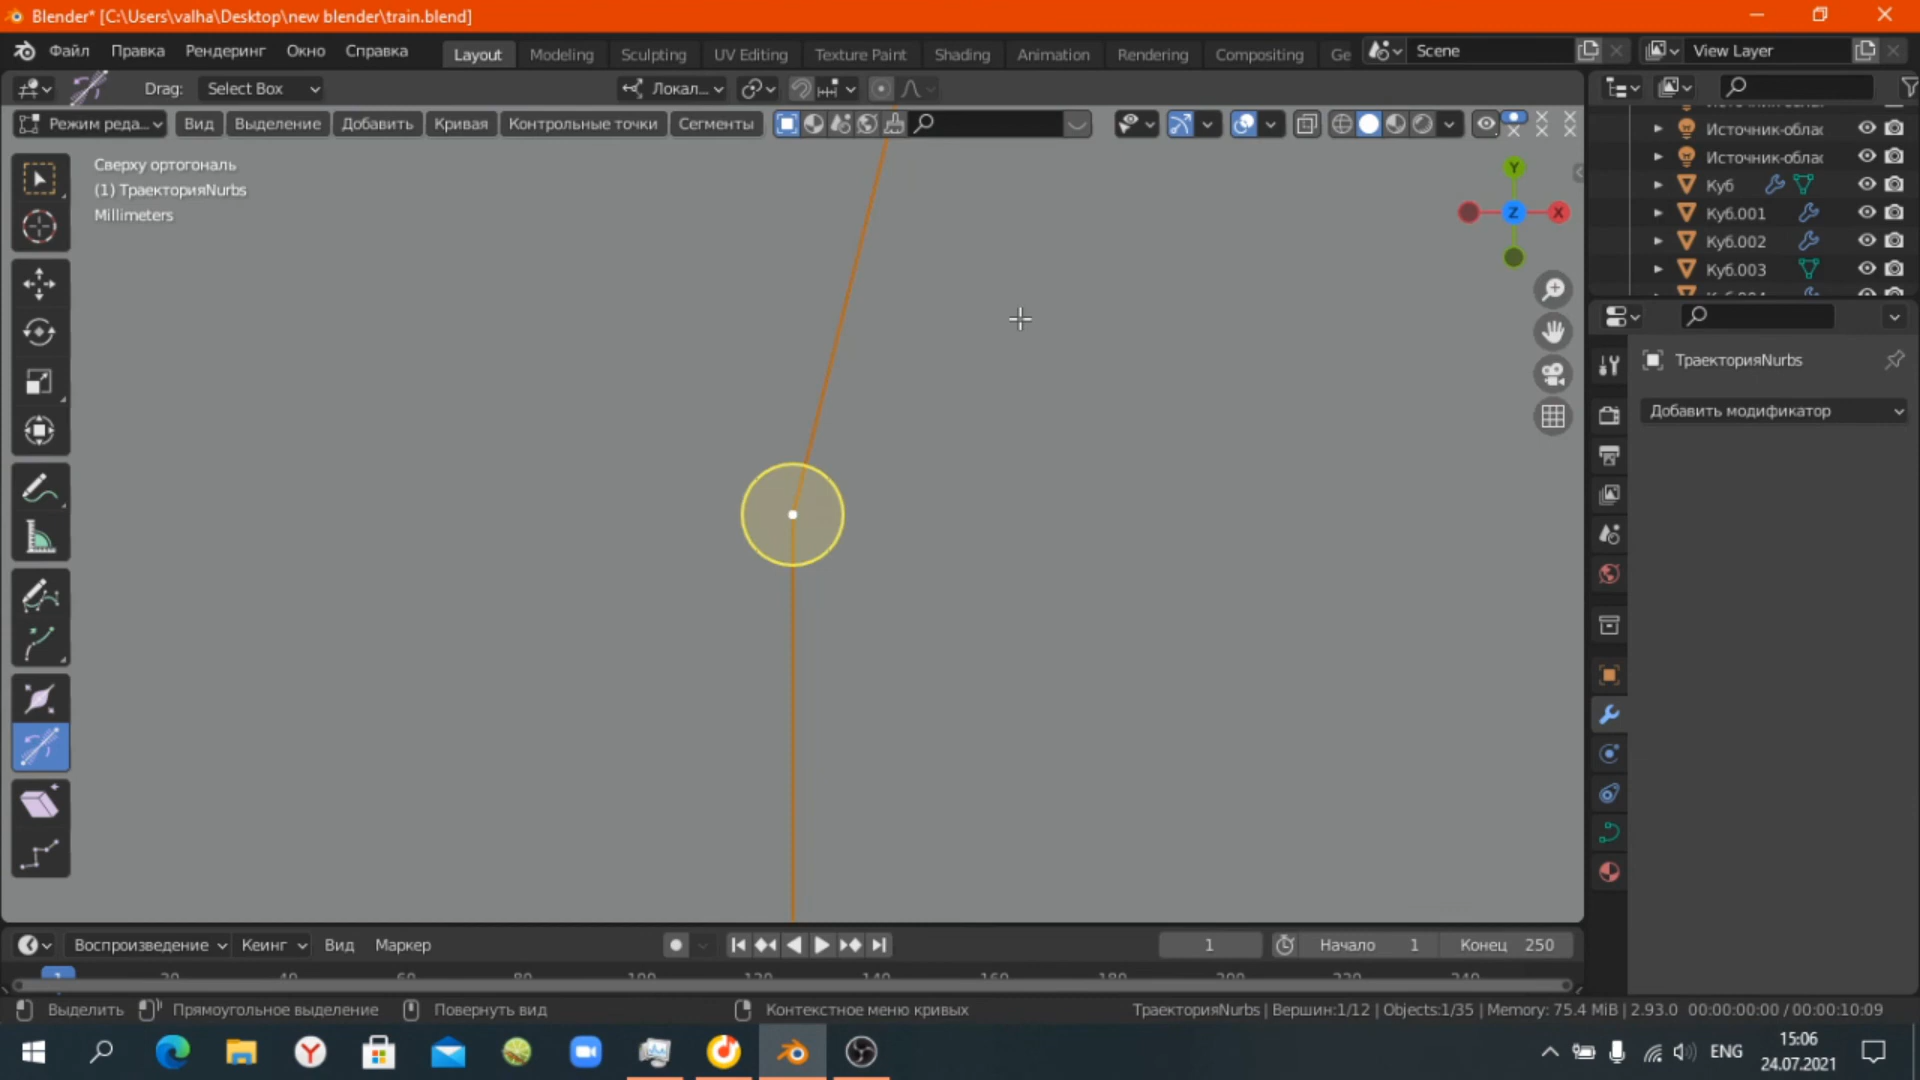 Blender* [C:\Users\valha\Desktop\new blender\train.blend]
Файл Правка Рендеринг Окно Справка Layout Modeling Sculpting UV Editing Texture Paint Shading Animation Rendering Compositing Ge Scene View Layer
Drag: Select Box Локал...
Режим реда... Вид Выделение Добавить Кривая Контрольные точки Сегменты
Сверху ортогональ
(1) ТраекторияNurbs
Millimeters
Y
X
Z
Источник-облас
Источник-облас
Куб
Куб.001
Куб.002
Куб.003
ТраекторияNurbs
Добавить модификатор
Воспроизведение Кеинг Вид Маркер 1 Начало 1 Конец 250
1 20 40 60 80 100 120 140 160 180 200 220 240
Выделить Прямоугольное выделение Повернуть вид Контекстное меню кривых ТраекторияNurbs | Вершин:1/12 | Objects:1/35 | Memory: 75.4 MiB | 2.93.0 00:00:00:00 / 00:00:10:09
ENG
15:06
24.07.2021